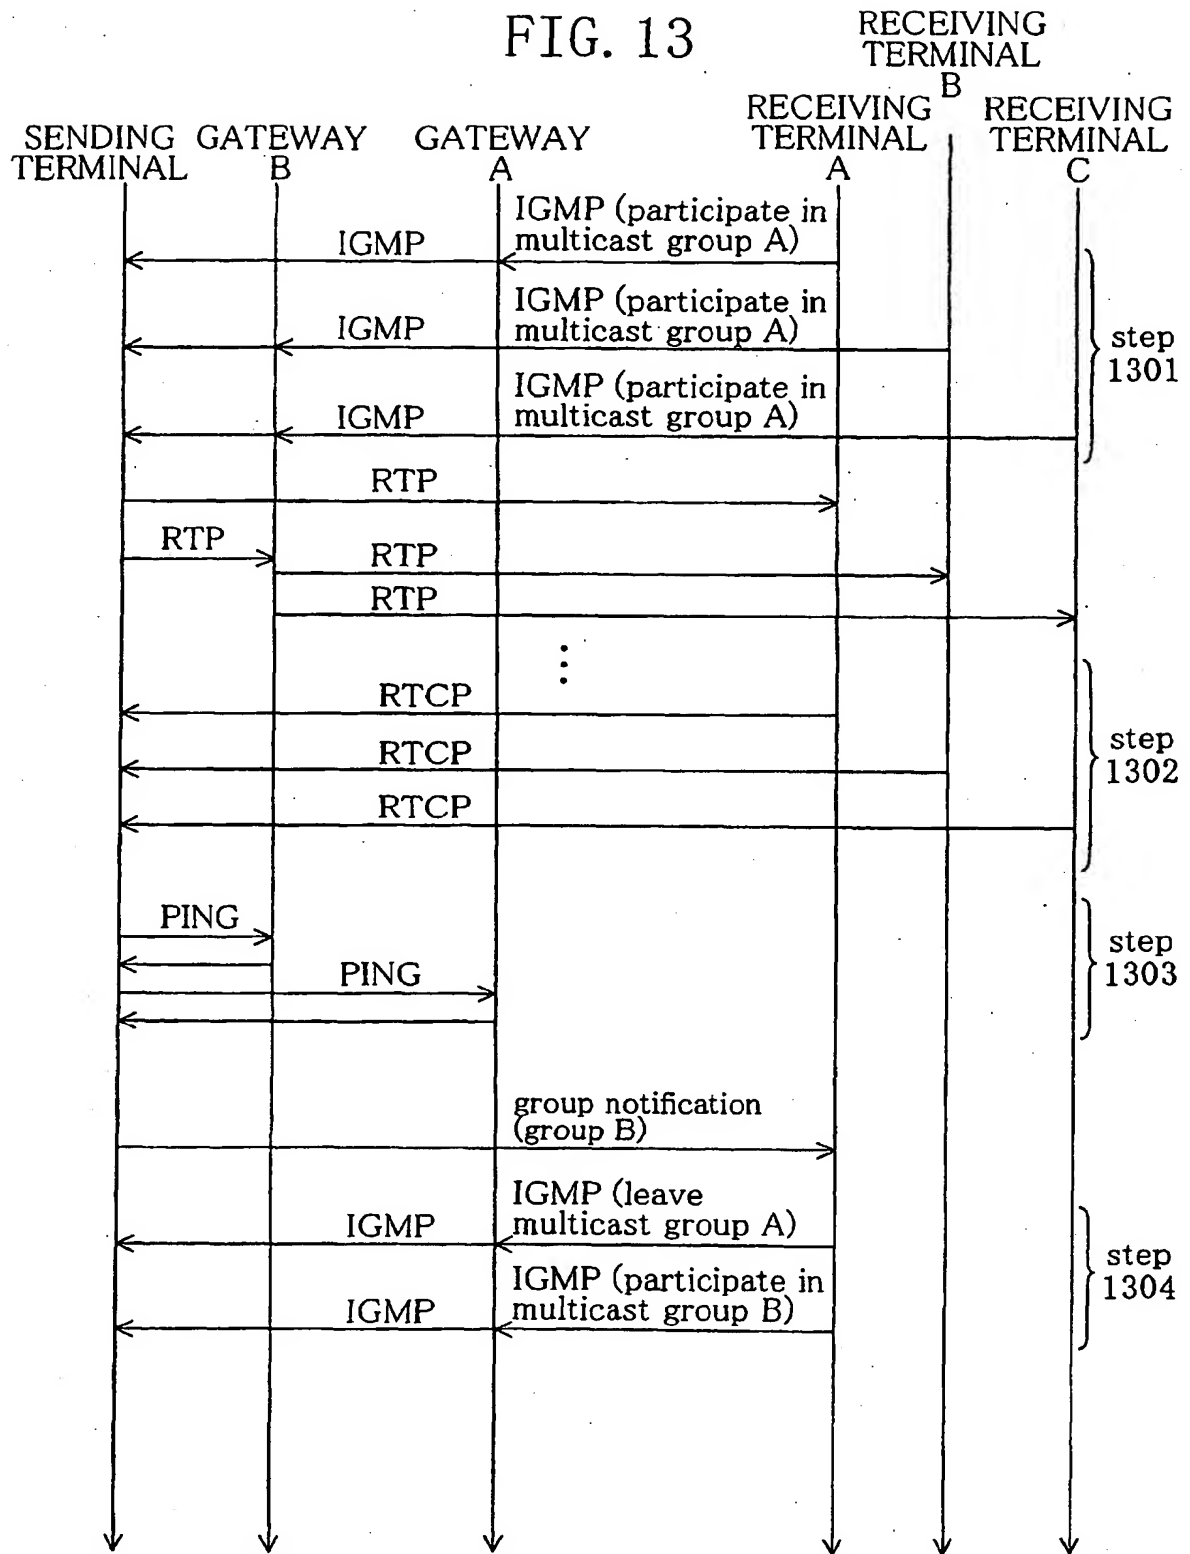 FIG. 13
RECEIVING
TERMINAL
B
SENDING
TERMINAL
GATEWAY
B
GATEWAY
A
RECEIVING
TERMINAL
A
RECEIVING
TERMINAL
C
IGMP (participate in
multicast group A)
IGMP
IGMP (participate in
multicast group A)
IGMP
IGMP (participate in
multicast group A)
IGMP
step
1301
RTP
RTP
RTP
RTP
RTCP
RTCP
RTCP
step
1302
PING
PING
step
1303
group notification
(group B)
IGMP (leave
multicast group A)
IGMP
IGMP (participate in
multicast group B)
IGMP
step
1304